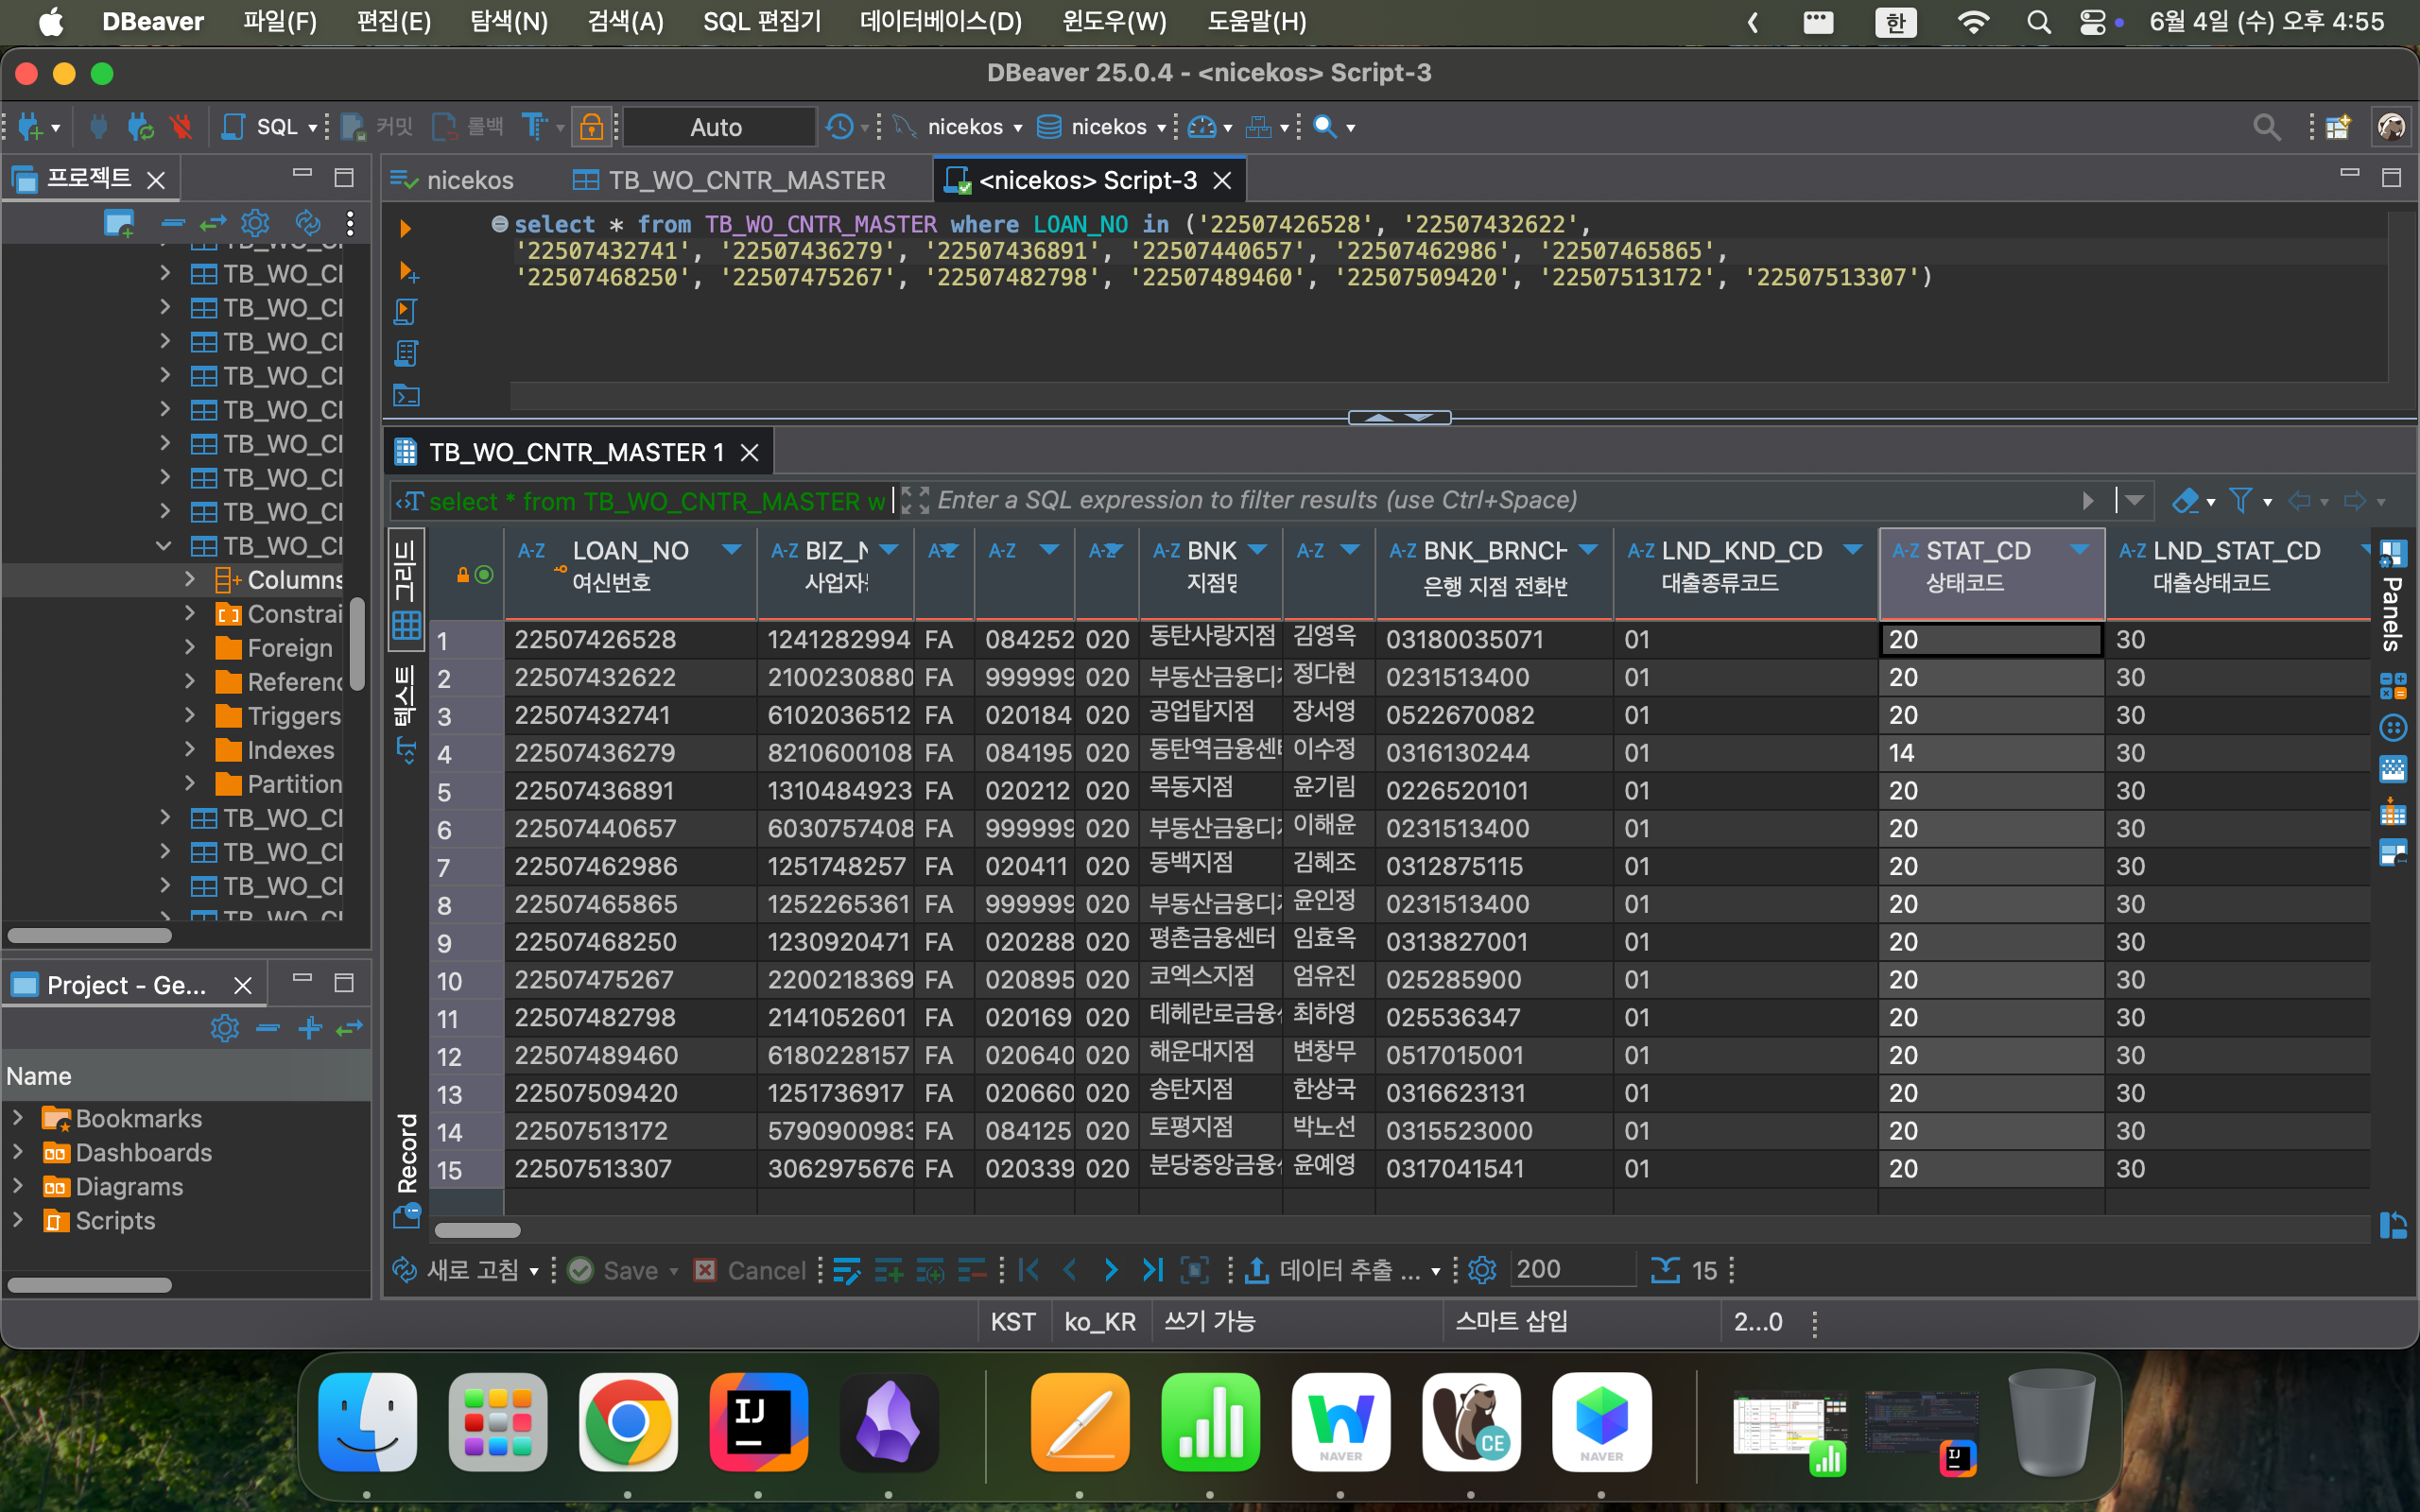 DBeaver 파일(F) 편집(E) 탐색(N) 검색(A) SQL 편집기 데이터베이스(D) 윈도우(W) 도움말(H) 한 6월 4일 (수) 오후 4:55
DBeaver 25.0.4 - <nicekos> Script-3
SQL 커밋 롤백 Auto nicekos nicekos
프로젝트
nicekos TB_WO_CNTR_MASTER <nicekos> Script-3
select * from TB_WO_CNTR_MASTER where LOAN_NO in ('22507426528', '22507432622',
'22507432741', '22507436279', '22507436891', '22507440657', '22507462986', '22507465865',
'22507468250', '22507475267', '22507482798', '22507489460', '22507509420', '22507513172', '22507513307')
TB_WO_CI
TB_WO_CI
TB_WO_CI
TB_WO_CI
TB_WO_CI
TB_WO_CI
TB_WO_CI
TB_WO_CI
TB_WO_CI
Columns
Constrai
Foreign
Referenc
Triggers
Indexes
Partition
TB_WO_CI
TB_WO_CI
TB_WO_CI
Project - Ge...
Name
Bookmarks
Dashboards
Diagrams
Scripts
TB_WO_CNTR_MASTER 1
select * from TB_WO_CNTR_MASTER w Enter a SQL expression to filter results (use Ctrl+Space)
그리드
텍스트
Record
Panels
A-Z LOAN_NO A-Z BIZ_N A-Z A-Z A-Z A-Z BNK A-Z A-Z BNK_BRNCH A-Z LND_KND_CD A-Z STAT_CD A-Z LND_STAT_CD
여신번호 사업자 지점명 은행 지점 전화번 대출종류코드 상태코드 대출상태코드
1 22507426528 1241282994 FA 084252 020 동탄사랑지점 김영옥 03180035071 01 20 30
2 22507432622 2100230880 FA 999999 020 부동산금융디지 정다현 0231513400 01 20 30
3 22507432741 6102036512 FA 020184 020 공업탑지점 장서영 0522670082 01 20 30
4 22507436279 8210600108 FA 084195 020 동탄역금융센터 이수정 0316130244 01 14 30
5 22507436891 1310484923 FA 020212 020 목동지점 윤기림 0226520101 01 20 30
6 22507440657 6030757408 FA 999999 020 부동산금융디지 이해윤 0231513400 01 20 30
7 22507462986 1251748257 FA 020411 020 동백지점 김혜조 0312875115 01 20 30
8 22507465865 1252265361 FA 999999 020 부동산금융디지 윤인정 0231513400 01 20 30
9 22507468250 1230920471 FA 020288 020 평촌금융센터 임효옥 0313827001 01 20 30
10 22507475267 2200218369 FA 020895 020 코엑스지점 엄유진 025285900 01 20 30
11 22507482798 2141052601 FA 020169 020 테헤란로금융 최하영 025536347 01 20 30
12 22507489460 6180228157 FA 020640 020 해운대지점 변창무 0517015001 01 20 30
13 22507509420 1251736917 FA 020660 020 송탄지점 한상국 0316623131 01 20 30
14 22507513172 5790900983 FA 084125 020 토평지점 박노선 0315523000 01 20 30
15 22507513307 3062975676 FA 020339 020 분당중앙금융 윤예영 0317041541 01 20 30
새로 고침 Save Cancel 데이터 추출 ... 200 15
KST ko_KR 쓰기 가능 스마트 삽입 2...0
IJ NAVER CE NAVER IJ